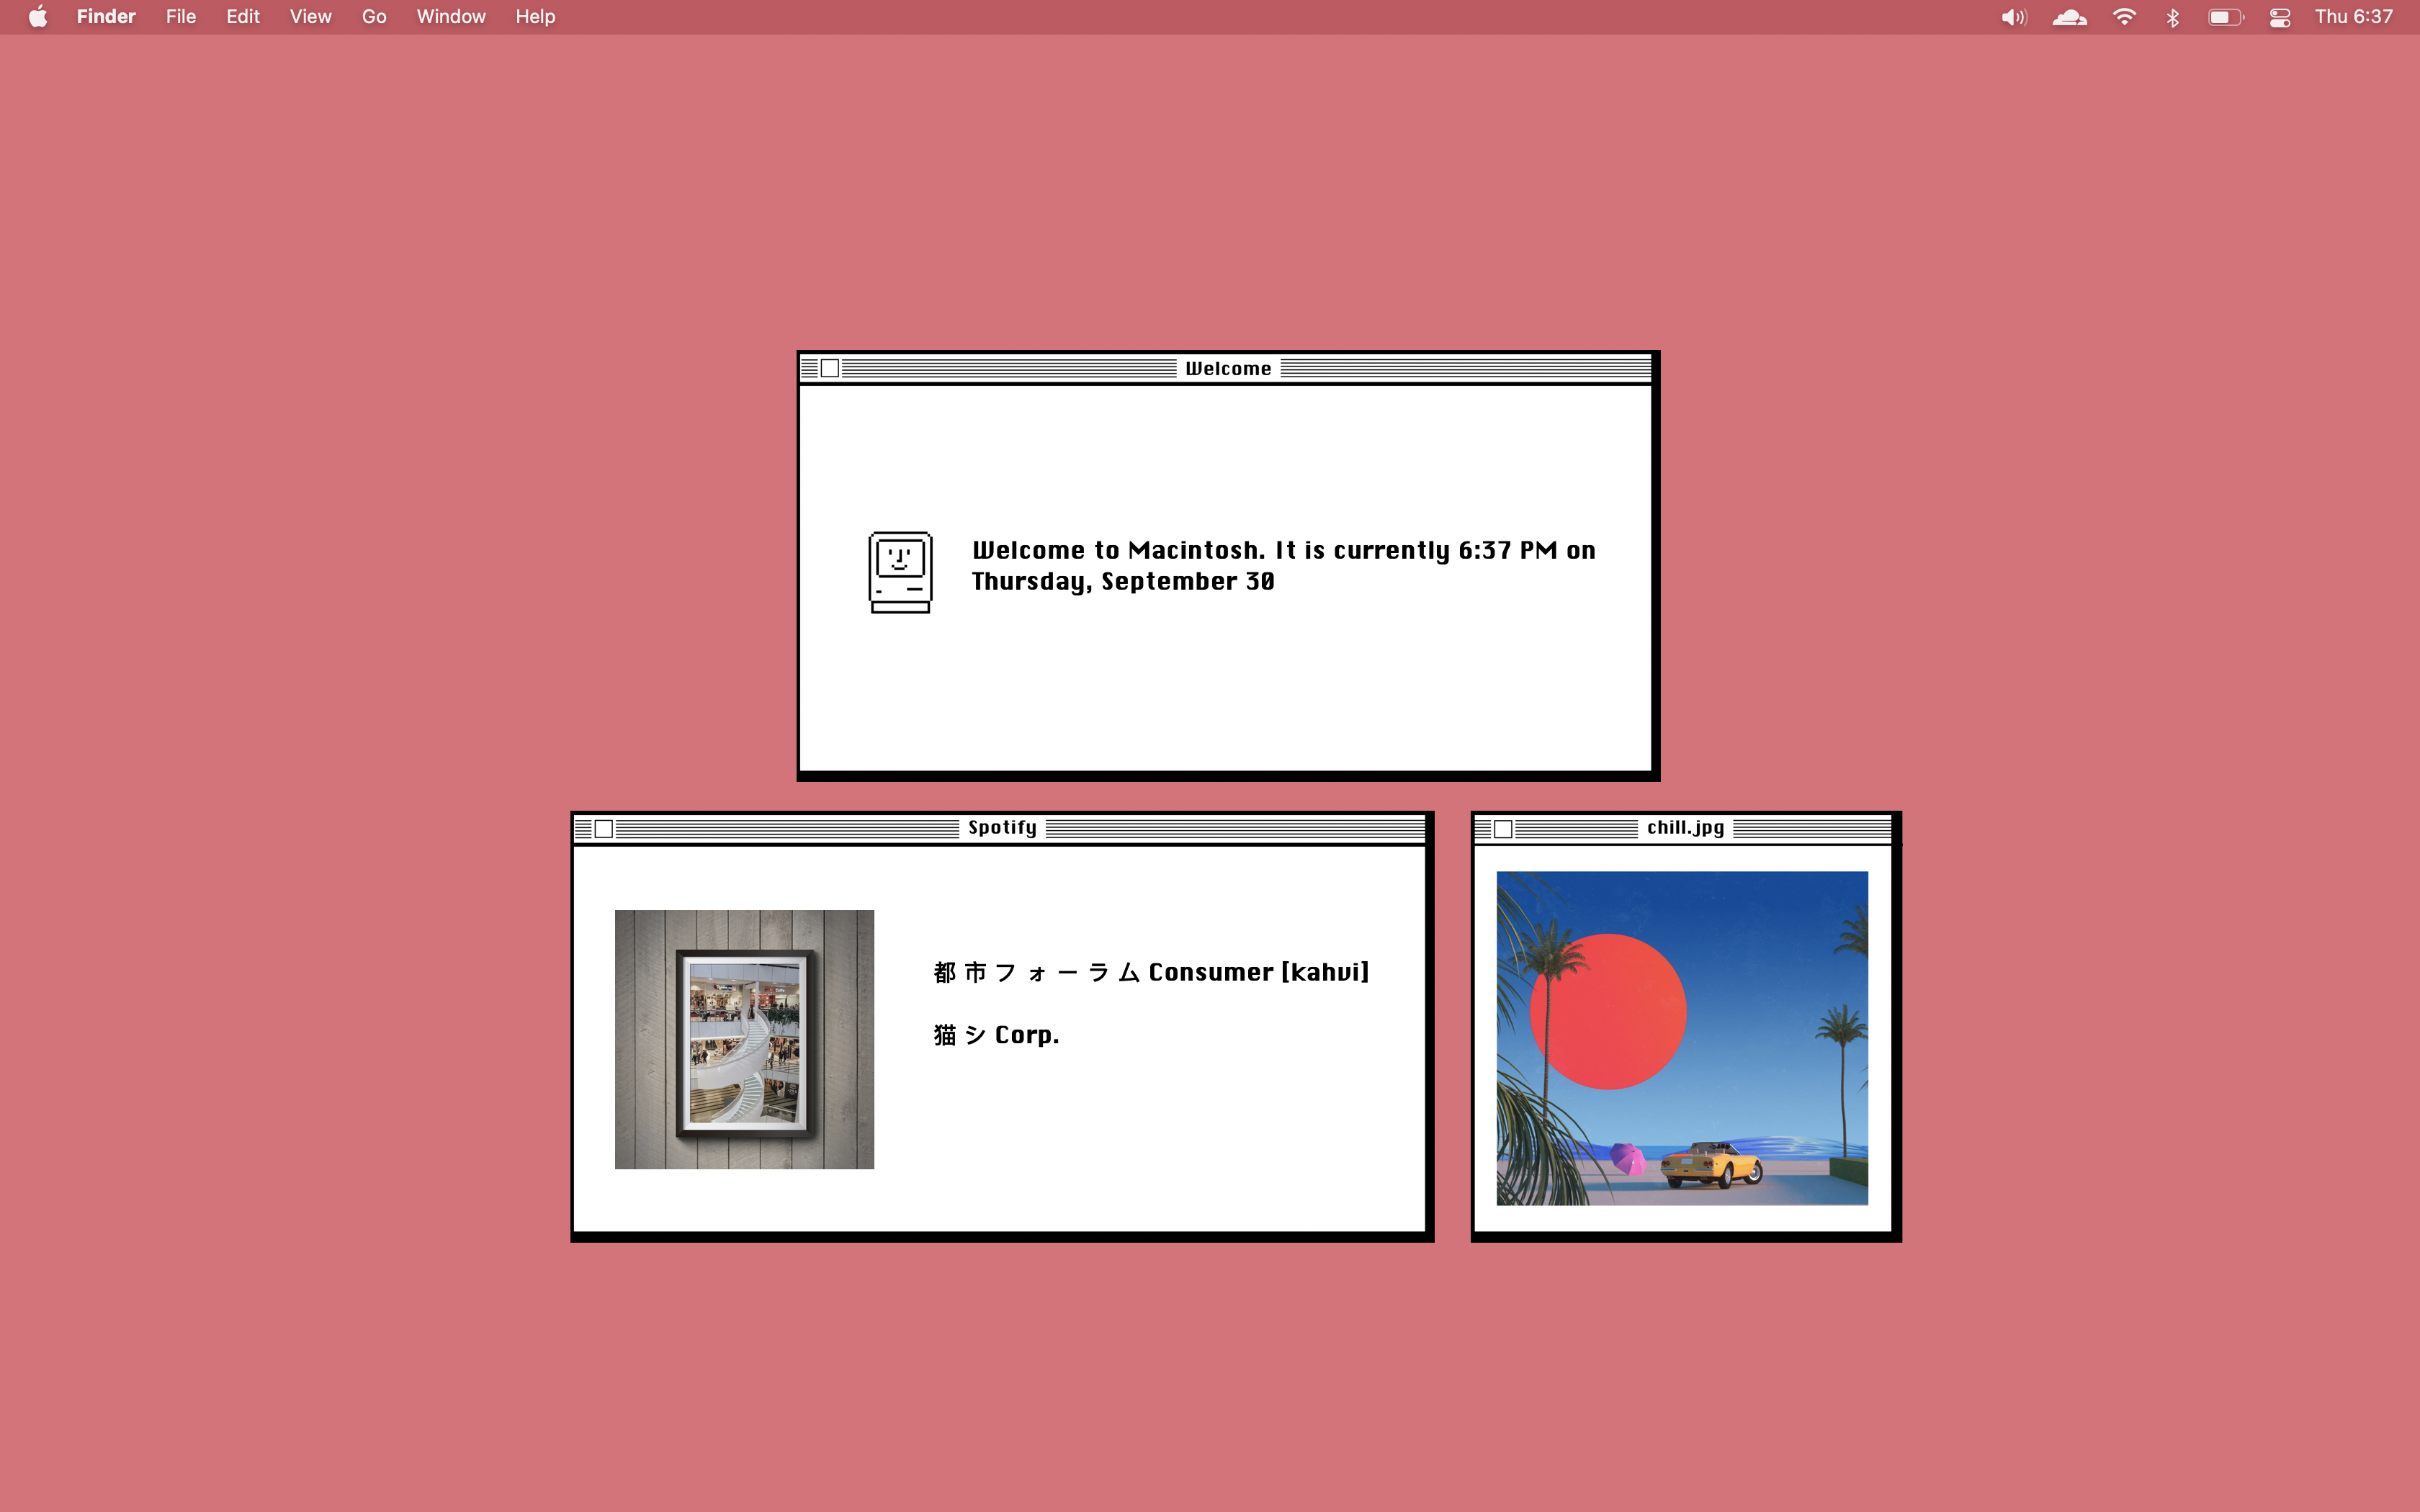 Finder File Edit View Go Window Help Thu 6:37
Welcome
Welcome to Macintosh. It is currently 6:37 PM on
Thursday, September 30
Spotify
都市フォーラム Consumer [kahvi]
猫シ Corp.
chill.jpg